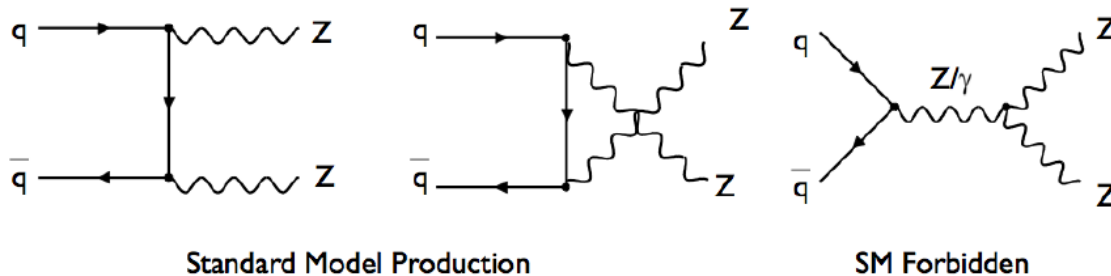 q Z
q̅ Z
q Z
q̅ Z
q Z
Z/γ
q̅ Z
Standard Model Production
SM Forbidden